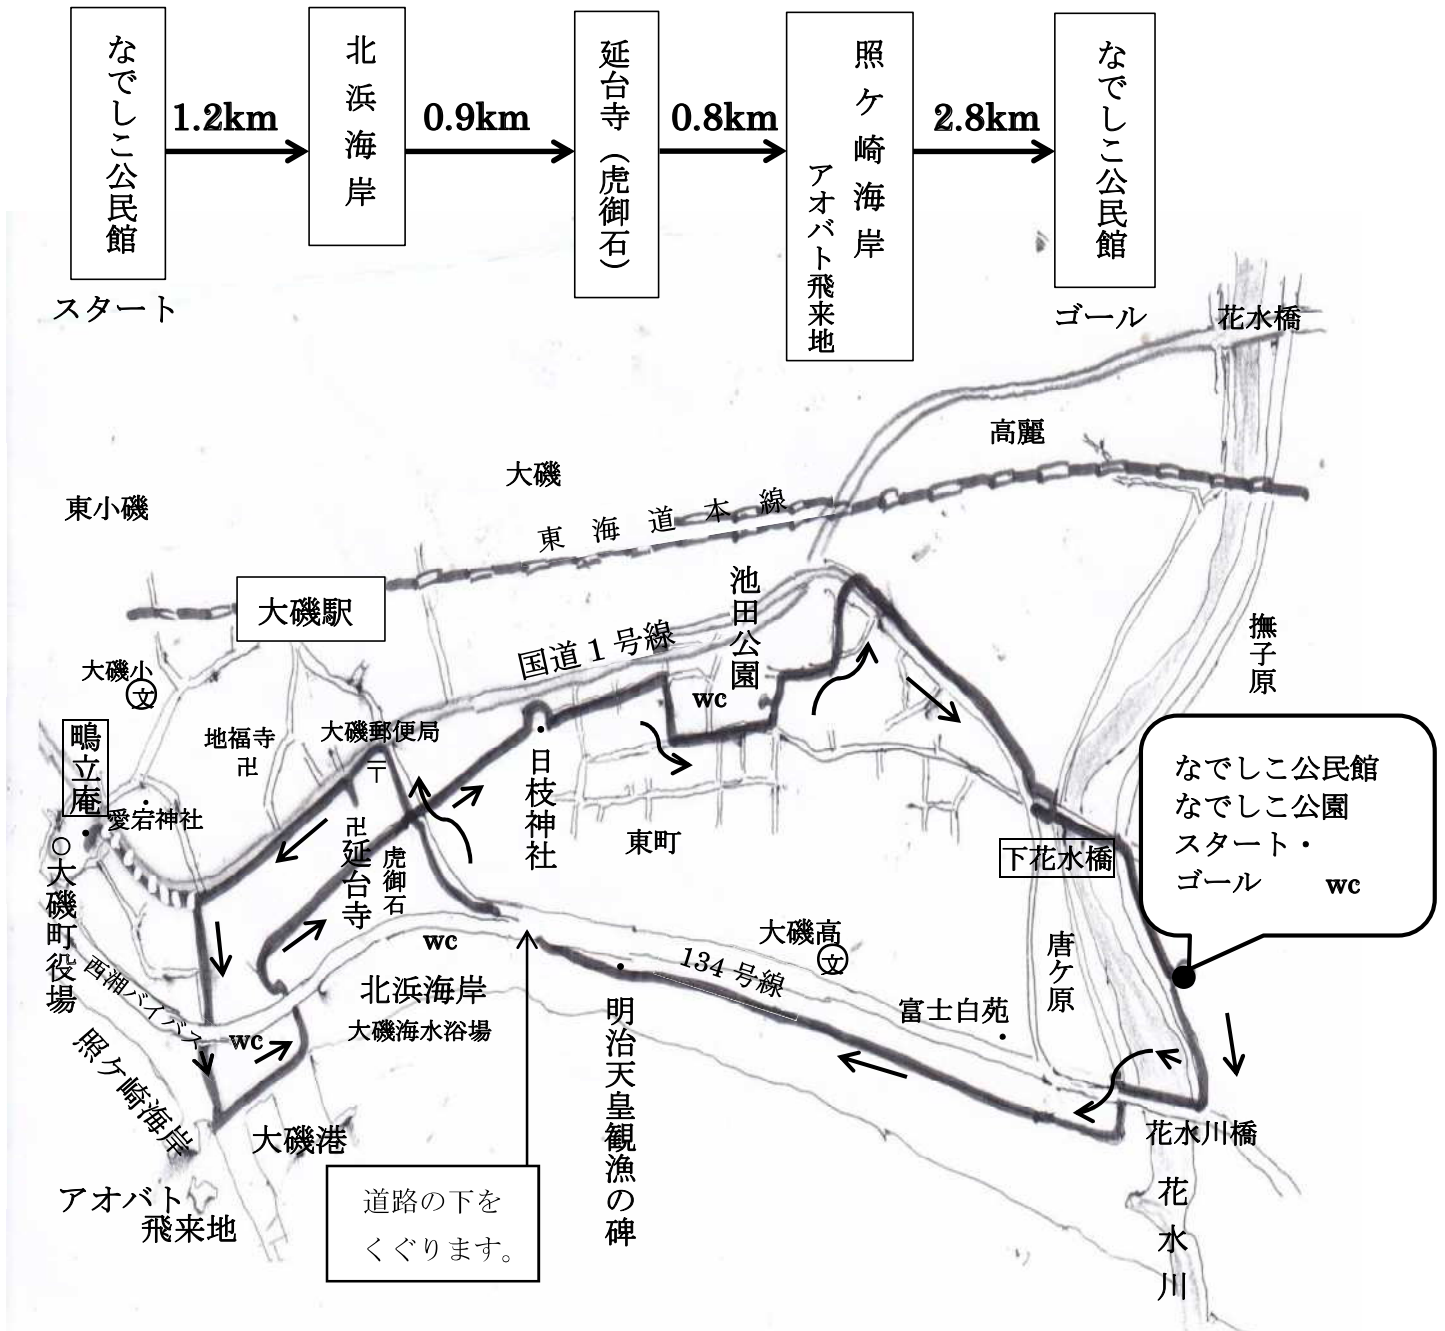 なでしこ公民館
スタート
1.2km
北浜海岸
0.9km
延台寺（虎御石）
0.8km
照ケ崎海岸
アオバト飛来地
2.8km
なでしこ公民館
ゴール
花水橋
高麗
大磯
東小磯
東海道本線
大磯駅
池田公園
wc
国道1号線
撫子原
大磯小
文
鴫立庵
地福寺
卍
大磯郵便局
〒
愛宕神社
日枝神社
なでしこ公民館
なでしこ公園
スタート・
ゴール　wc
東町
卍延台寺
虎御石
下花水橋
○大磯町役場
wc
大磯高
文
134号線
唐ケ原
西湘バイパス
北浜海岸
大磯海水浴場
富士白苑
wc
照ケ崎海岸
明治天皇観漁の碑
大磯港
花水川橋
アオバト
飛来地
道路の下を
くぐります。
花水川